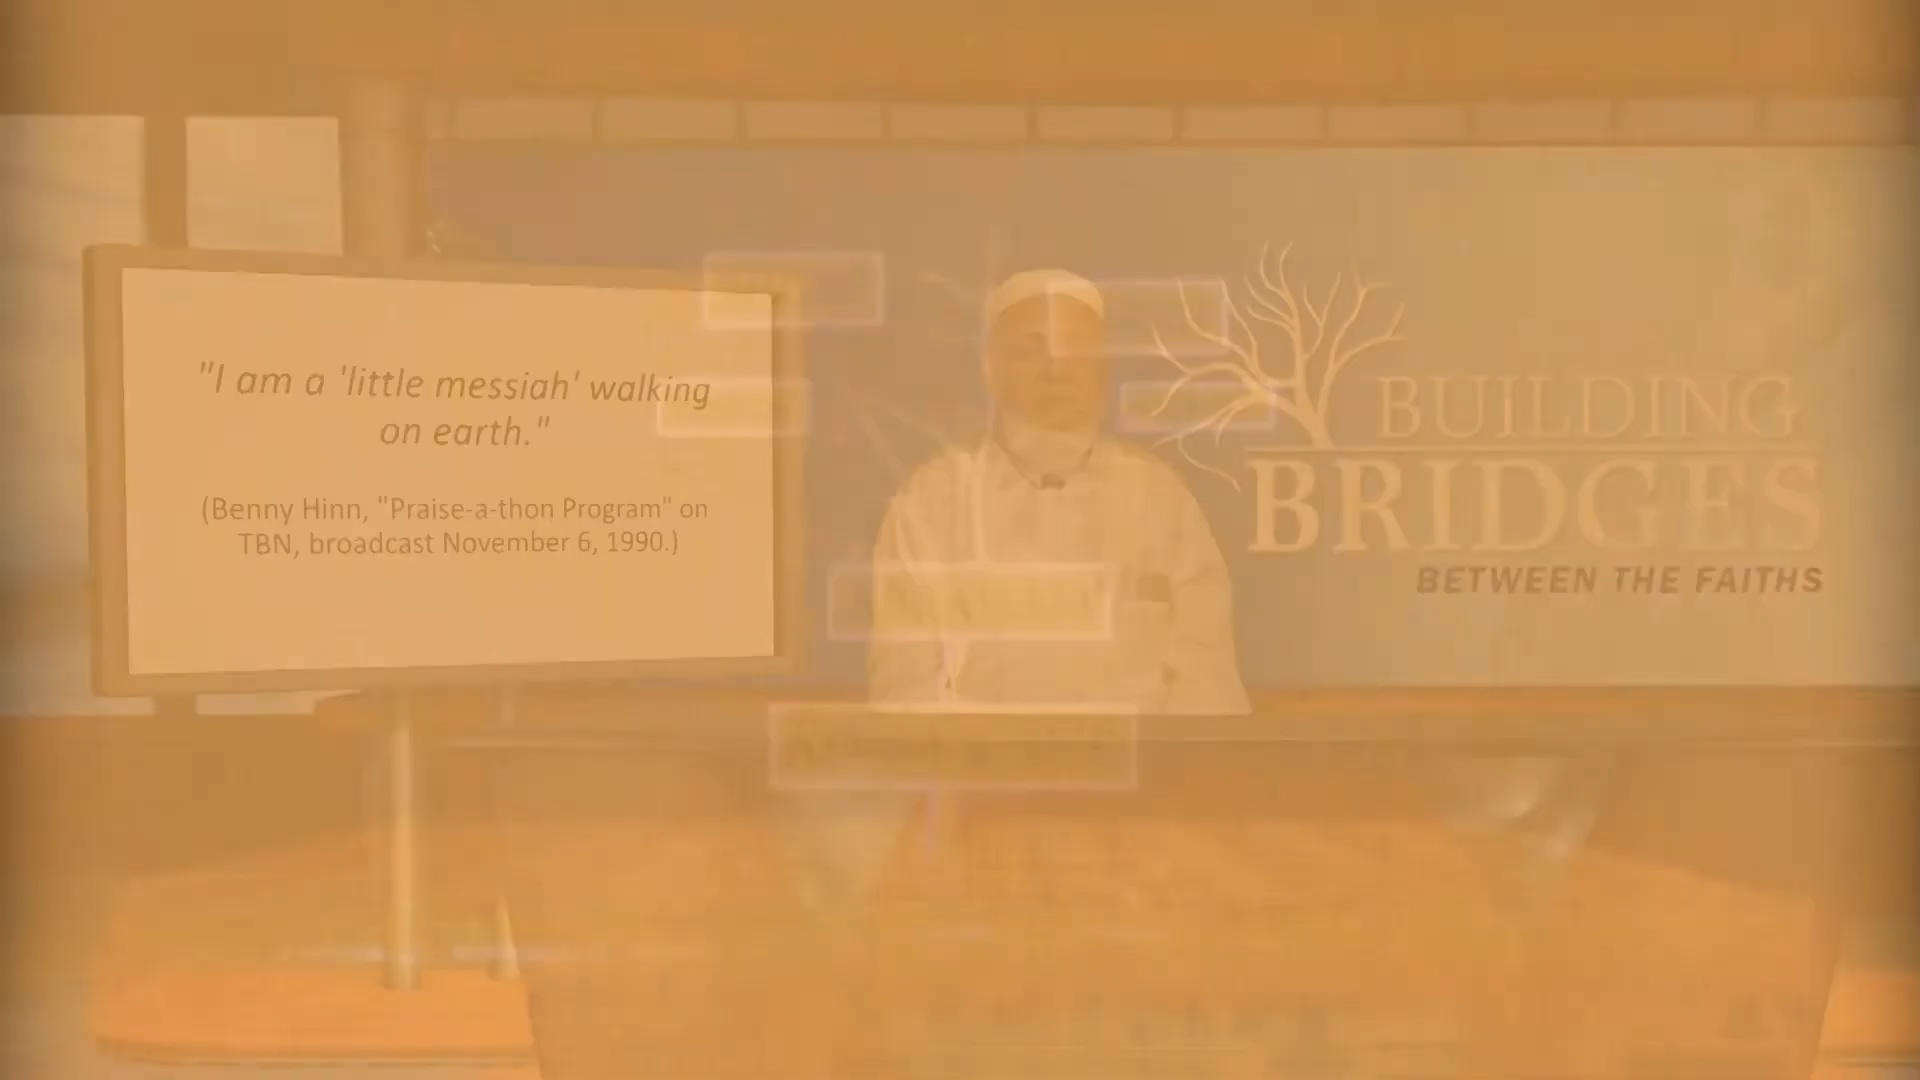 "I am a 'little messiah' walking
on earth."
(Benny Hinn, "Praise-a-thon Program" on
TBN, broadcast November 6, 1990.)
BUILDING
BRIDGES
BETWEEN THE FAITHS